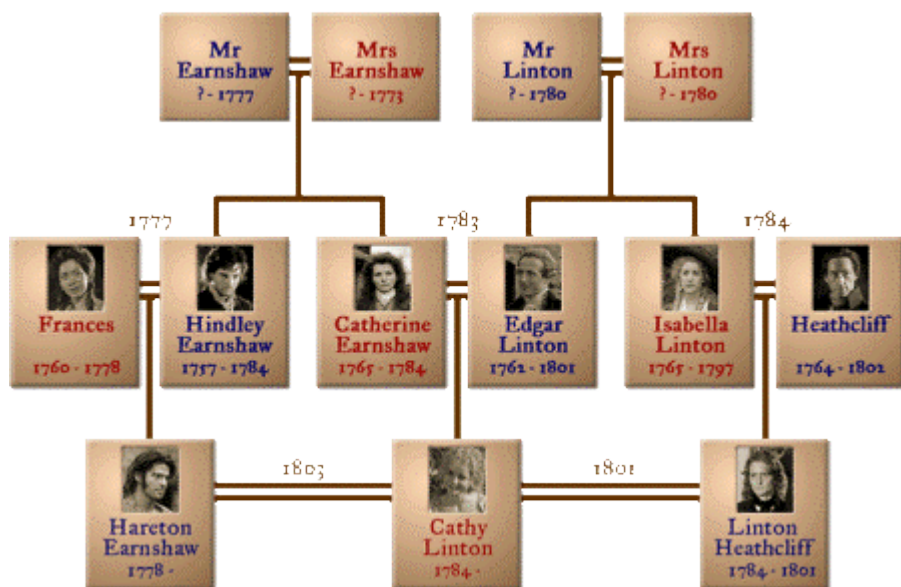 Mr
Earnshaw
? - 1777
Mrs
Earnshaw
? - 1773
Mr
Linton
? - 1780
Mrs
Linton
? - 1780
1777
1783
1784
Frances
1760 - 1778
Hindley
Earnshaw
1757 - 1784
Catherine
Earnshaw
1765 - 1784
Edgar
Linton
1762 - 1801
Isabella
Linton
1765 - 1797
Heathcliff
1764 - 1802
1803
1801
Hareton
Earnshaw
1778 -
Cathy
Linton
1784 -
Linton
Heathcliff
1784 - 1801